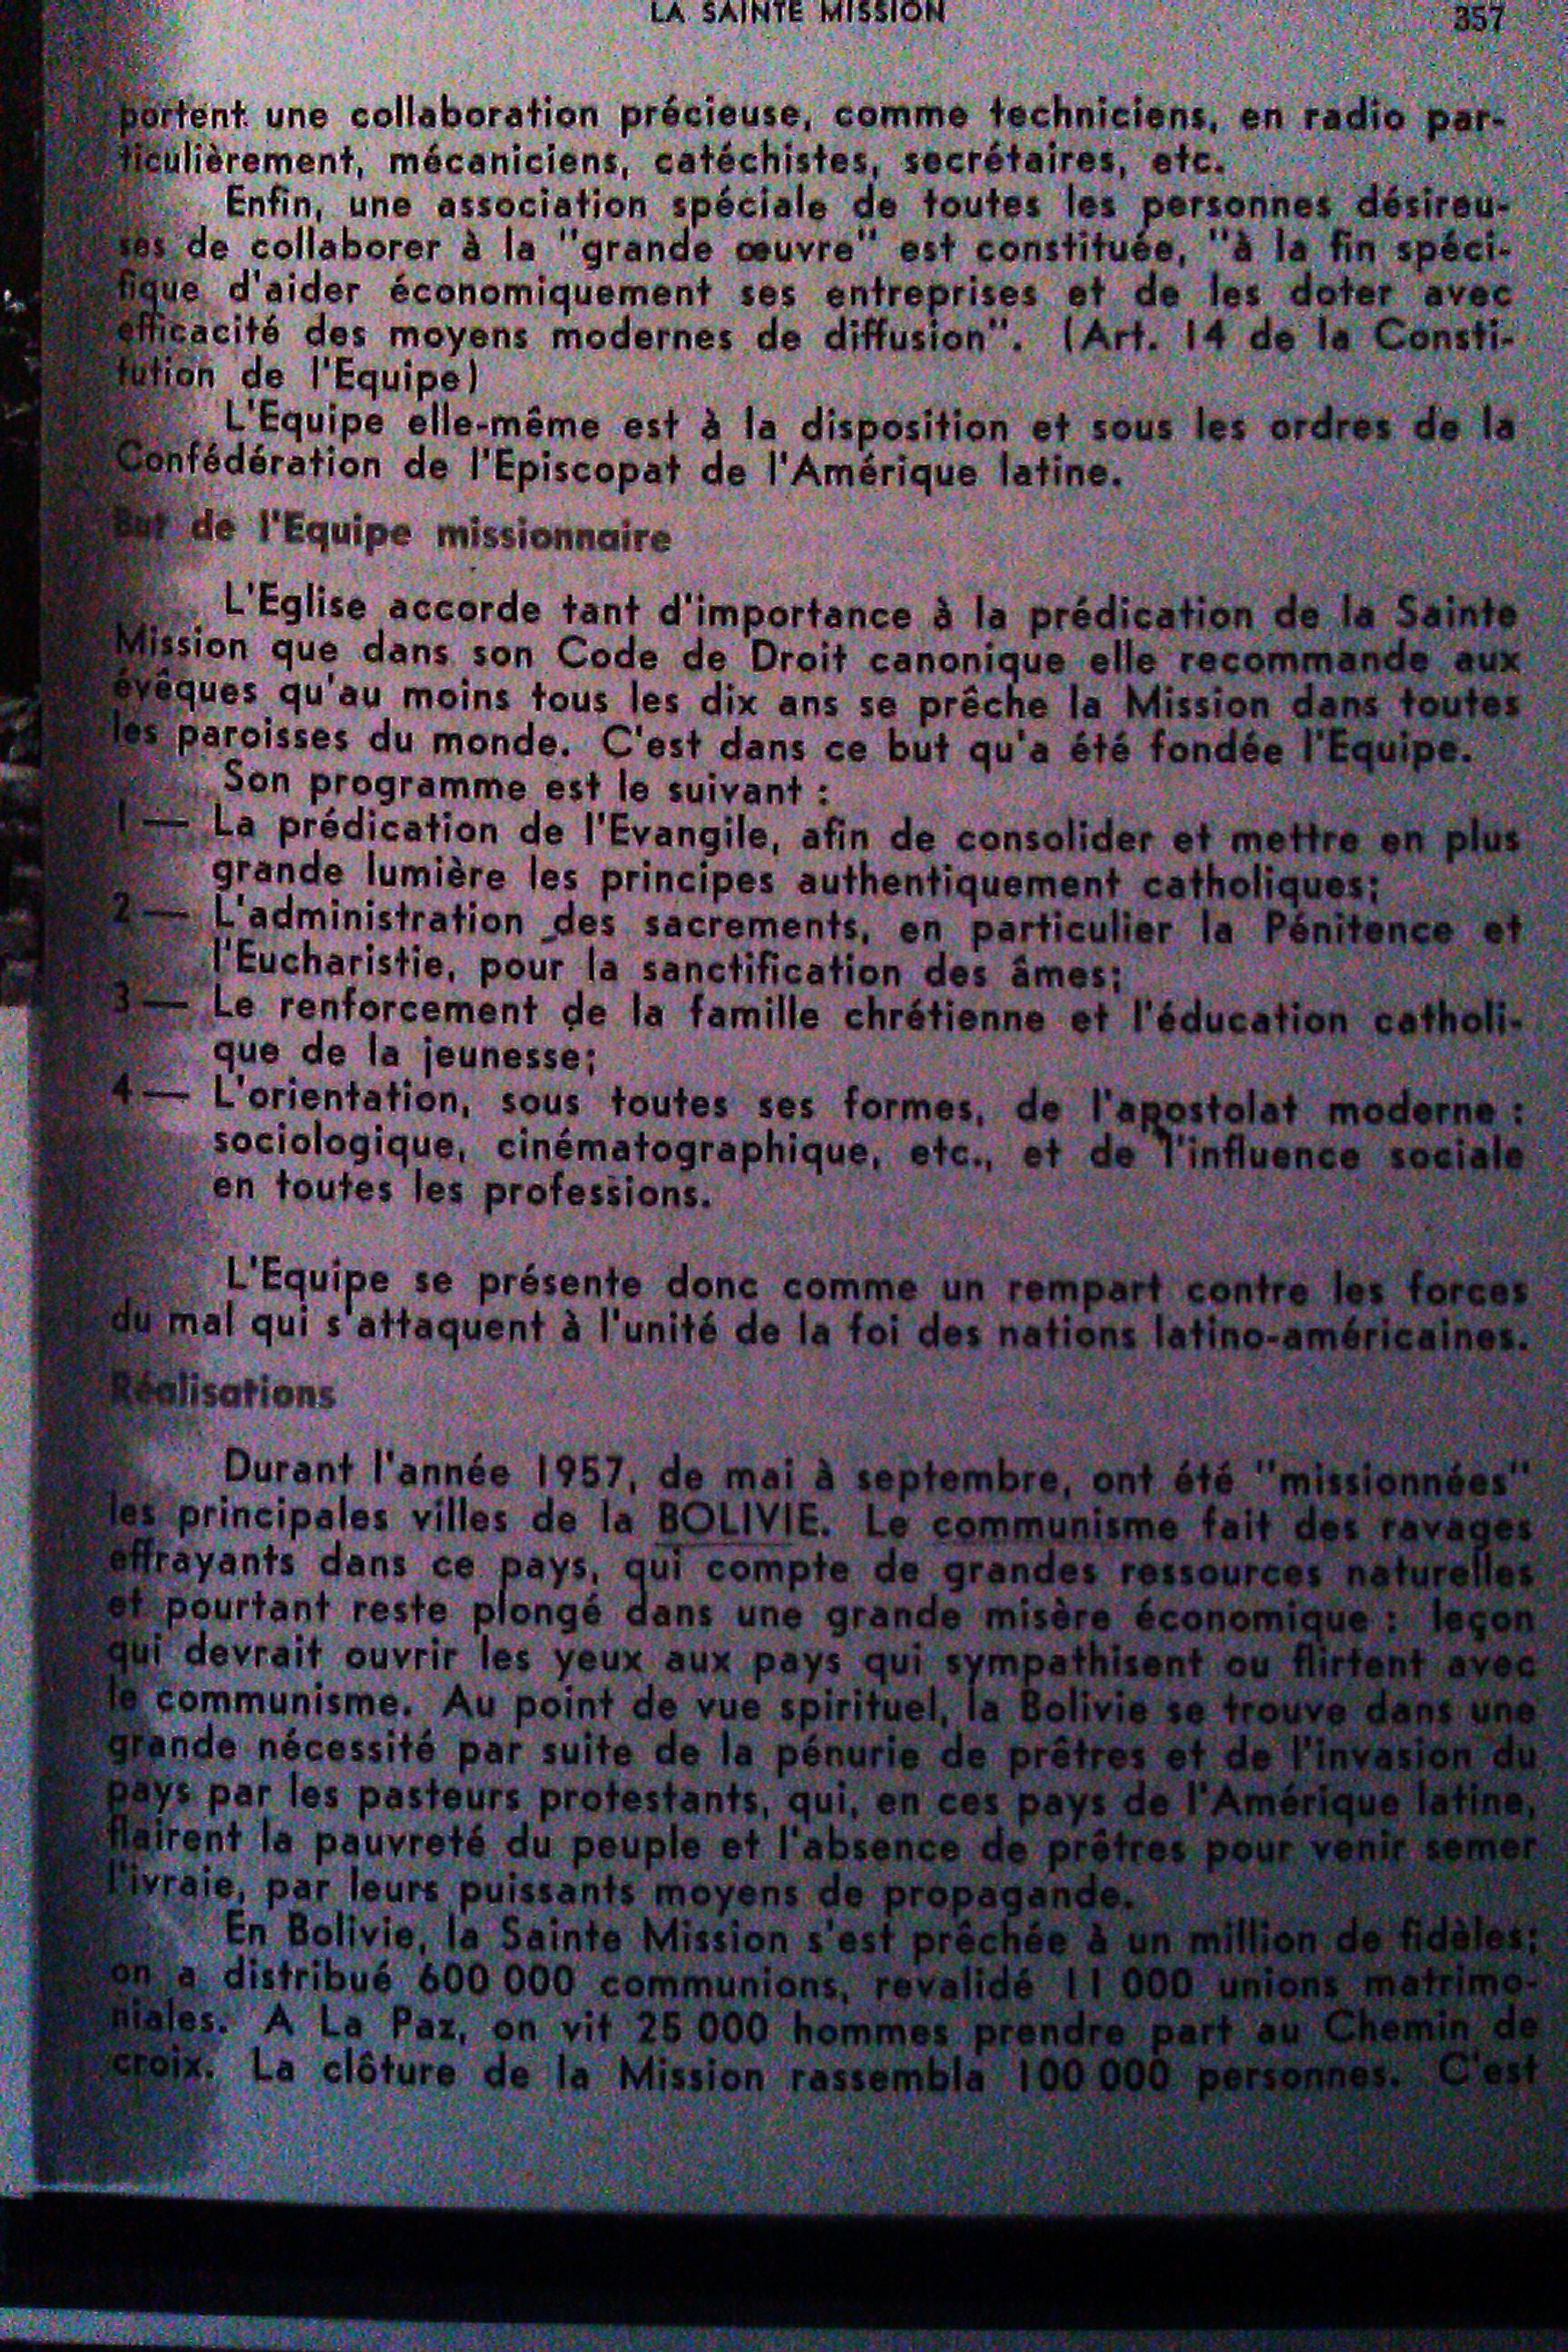 LA SAINTE MISSION 357
portent une collaboration précieuse, comme techniciens, en radio par-
ticulièrement, mécaniciens, catéchistes, secrétaires, etc.
Enfin, une association spéciale de toutes les personnes désireu-
ses de collaborer à la "grande œuvre" est constituée, "à la fin spéci-
fique d'aider économiquement ses entreprises et de les doter avec
efficacité des moyens modernes de diffusion". (Art. 14 de la Consti-
tution de l'Equipe)
L'Equipe elle-même est à la disposition et sous les ordres de la
Confédération de l'Episcopat de l'Amérique latine.
But de l'Equipe missionnaire
L'Eglise accorde tant d'importance à la prédication de la Sainte
Mission que dans son Code de Droit canonique elle recommande aux
évêques qu'au moins tous les dix ans se prêche la Mission dans toutes
les paroisses du monde. C'est dans ce but qu'a été fondée l'Equipe.
Son programme est le suivant :
1 — La prédication de l'Evangile, afin de consolider et mettre en plus
grande lumière les principes authentiquement catholiques;
2 — L'administration des sacrements, en particulier la Pénitence et
l'Eucharistie, pour la sanctification des âmes;
3 — Le renforcement de la famille chrétienne et l'éducation catholi-
que de la jeunesse;
4 — L'orientation, sous toutes ses formes, de l'apostolat moderne :
sociologique, cinématographique, etc., et de l'influence sociale
en toutes les professions.
L'Equipe se présente donc comme un rempart contre les forces
du mal qui s'attaquent à l'unité de la foi des nations latino-américaines.
Réalisations
Durant l'année 1957, de mai à septembre, ont été "missionnées"
les principales villes de la BOLIVIE. Le communisme fait des ravages
effrayants dans ce pays, qui compte de grandes ressources naturelles
et pourtant reste plongé dans une grande misère économique : leçon
qui devrait ouvrir les yeux aux pays qui sympathisent ou flirtent avec
le communisme. Au point de vue spirituel, la Bolivie se trouve dans une
grande nécessité par suite de la pénurie de prêtres et de l'invasion du
pays par les pasteurs protestants, qui, en ces pays de l'Amérique latine,
flairent la pauvreté du peuple et l'absence de prêtres pour venir semer
l'ivraie, par leurs puissants moyens de propagande.
En Bolivie, la Sainte Mission s'est prêchée à un million de fidèles;
on a distribué 600 000 communions, revalidé 11 000 unions matrimo-
niales. A La Paz, on vit 25 000 hommes prendre part au Chemin de
croix. La clôture de la Mission rassembla 100 000 personnes. C'est